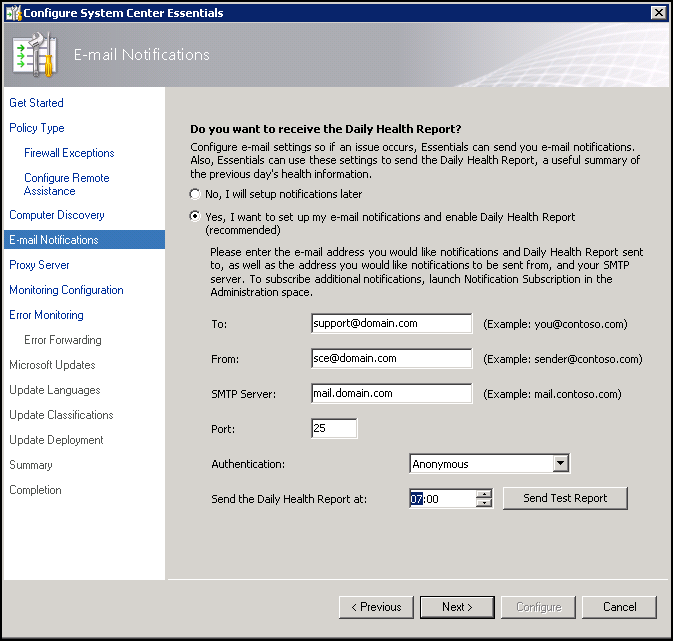 Configure System Center Essentials
E-mail Notifications
Get Started
Policy Type
Firewall Exceptions
Configure Remote
Assistance
Computer Discovery
E-mail Notifications
Proxy Server
Monitoring Configuration
Error Monitoring
Error Forwarding
Microsoft Updates
Update Languages
Update Classifications
Update Deployment
Summary
Completion
Do you want to receive the Daily Health Report?
Configure e-mail settings so if an issue occurs, Essentials can send you e-mail notifications.
Also, Essentials can use these settings to send the Daily Health Report, a useful summary of
the previous day's health information.
No, I will setup notifications later
Yes, I want to set up my e-mail notifications and enable Daily Health Report
(recommended)
Please enter the e-mail address you would like notifications and Daily Health Report sent
to, as well as the address you would like notifications to be sent from, and your SMTP
server. To subscribe additional notifications, launch Notification Subscription in the
Administration space.
To: support@domain.com (Example: you@contoso.com)
From: sce@domain.com (Example: sender@contoso.com)
SMTP Server: mail.domain.com (Example: mail.contoso.com)
Port: 25
Authentication: Anonymous
Send the Daily Health Report at: 07:00 Send Test Report
< Previous Next > Configure Cancel